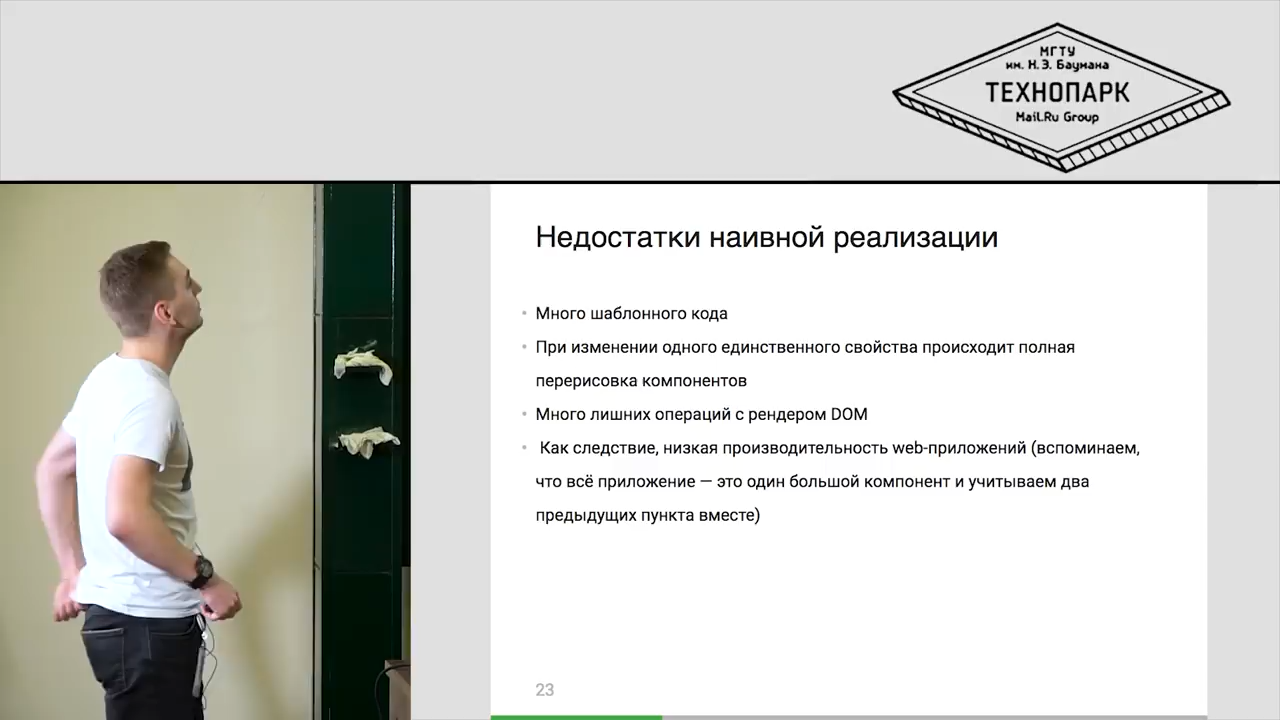 МГТУ
им. Н.Э. Баумана
ТЕХНОПАРК
Mail.Ru Group
Недостатки наивной реализации
• Много шаблонного кода
• При изменении одного единственного свойства происходит полная
перерисовка компонентов
• Много лишних операций с рендером DOM
• Как следствие, низкая производительность web-приложений (вспоминаем,
что всё приложение — это один большой компонент и учитываем два
предыдущих пункта вместе)
23